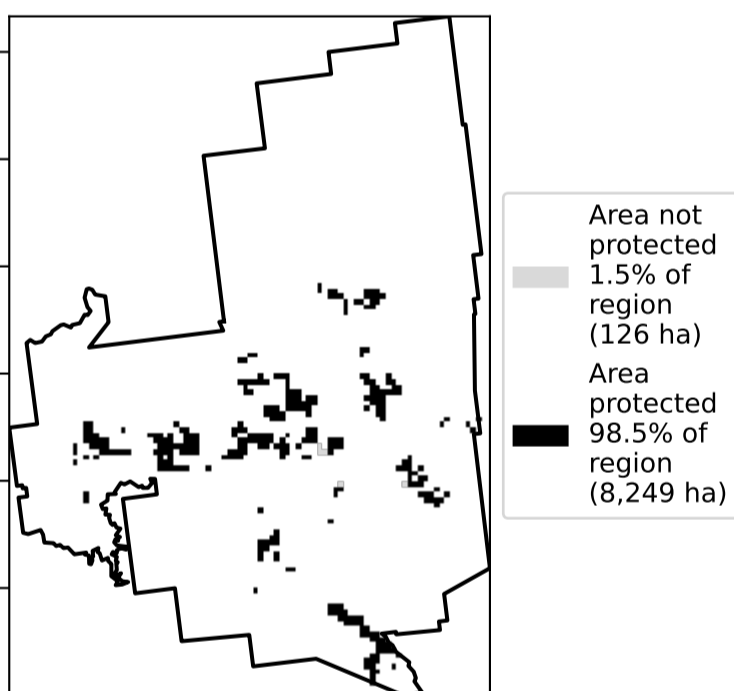 Area not
protected
1.5% of
region
(126 ha)
Area
protected
98.5% of
region
(8,249 ha)